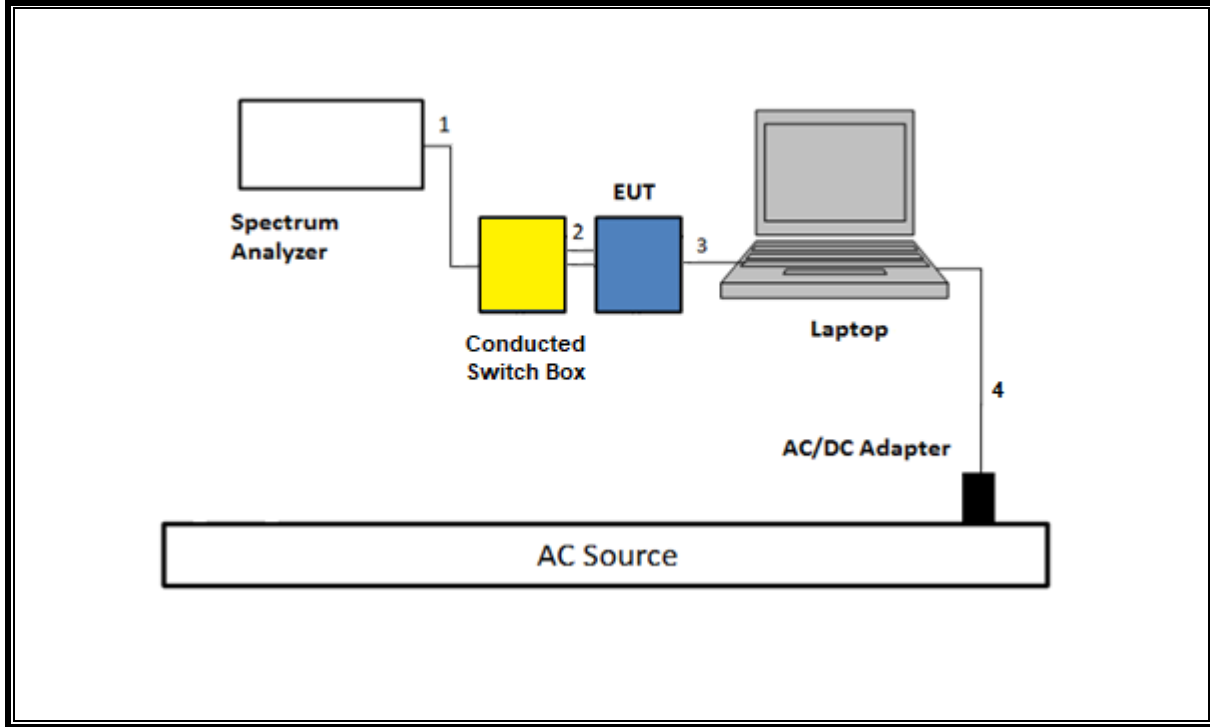 1
Spectrum
Analyzer
2
EUT
3
Conducted
Switch Box
Laptop
4
AC/DC Adapter
AC Source